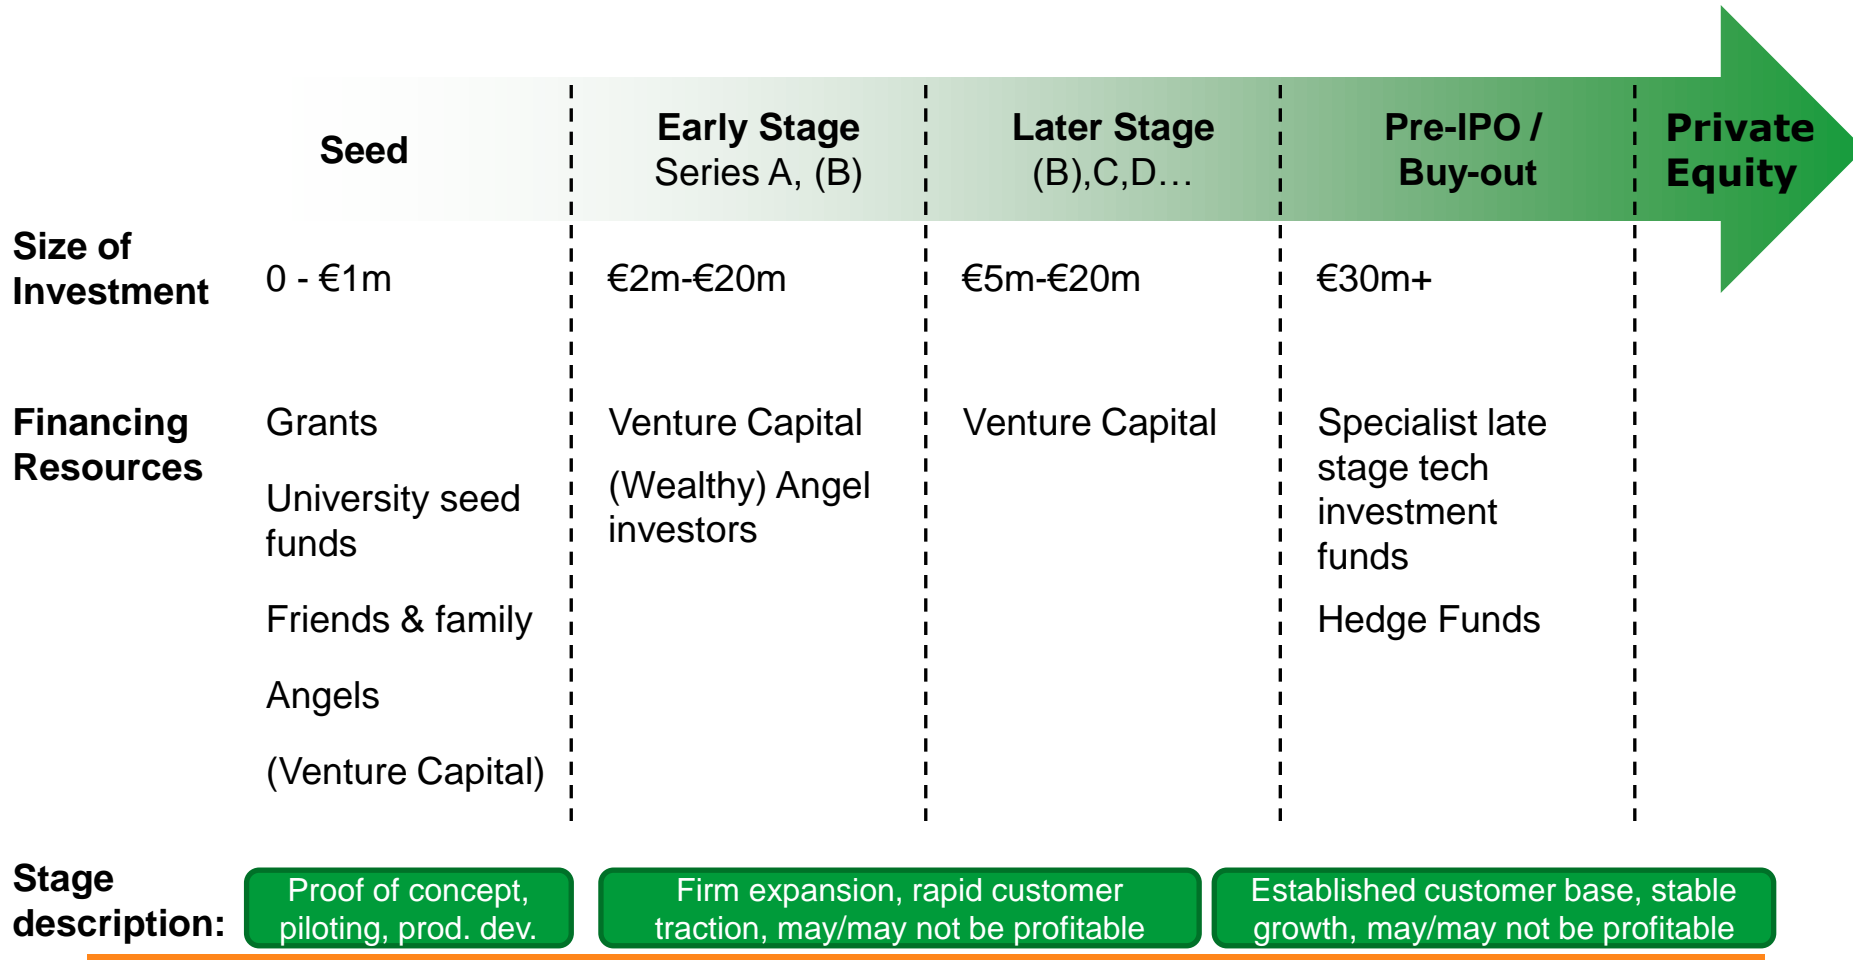 Seed
Early Stage
Series A, (B)
Later Stage
(B),C,D…
Pre-IPO /
Buy-out
Private
Equity
Size of
Investment
0 - €1m
€2m-€20m
€5m-€20m
€30m+
Financing
Resources
Grants
University seed
funds
Friends & family
Angels
(Venture Capital)
Venture Capital
(Wealthy) Angel
investors
Venture Capital
Specialist late
stage tech
investment
funds
Hedge Funds
Stage
description:
Proof of concept,
piloting, prod. dev.
Firm expansion, rapid customer
traction, may/may not be profitable
Established customer base, stable
growth, may/may not be profitable